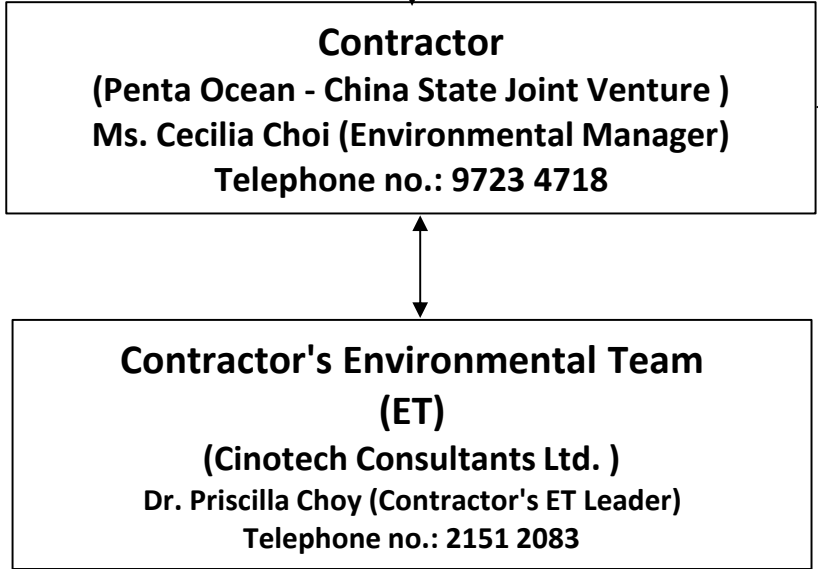 Contractor
(Penta Ocean - China State Joint Venture )
Ms. Cecilia Choi (Environmental Manager)
Telephone no.: 9723 4718
Contractor's Environmental Team
(ET)
(Cinotech Consultants Ltd. )
Dr. Priscilla Choy (Contractor's ET Leader)
Telephone no.: 2151 2083